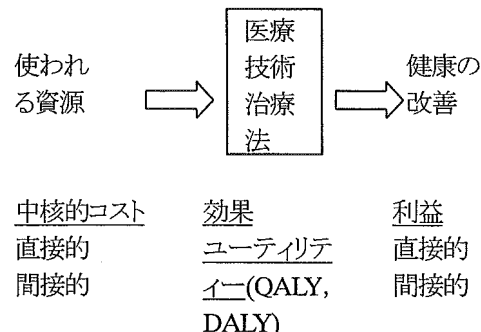 使われ
る資源
医療
技術
治療
法
健康の
改善
中核的コスト
直接的
間接的
効果
ユーティリテ
ィー(QALY,
DALY)
利益
直接的
間接的